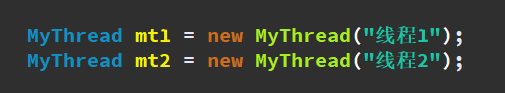 MyThread mt1 = new MyThread("线程1");
MyThread mt2 = new MyThread("线程2");